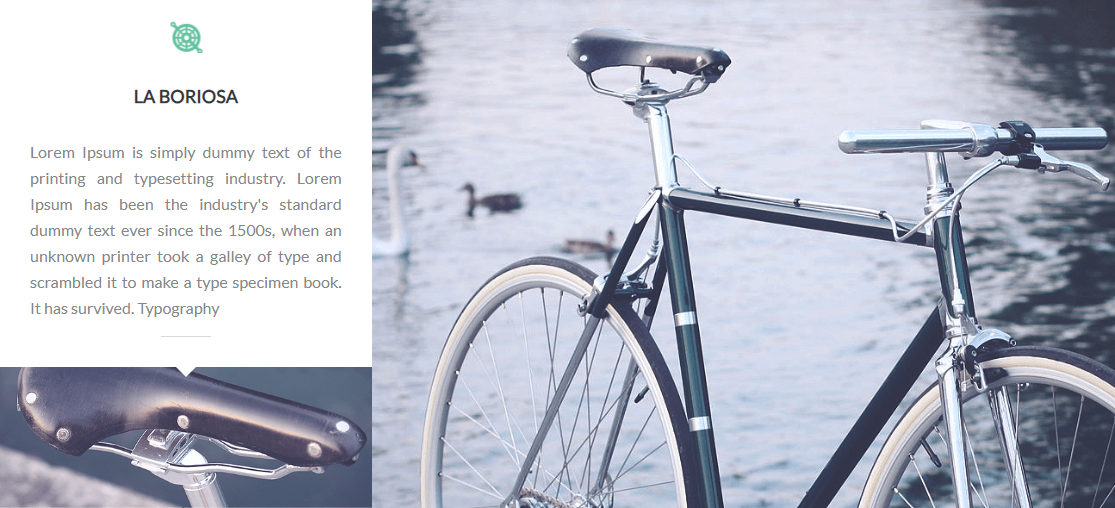 LA BORIOSA
Lorem Ipsum is simply dummy text of the
printing and typesetting industry. Lorem
Ipsum has been the industry's standard
dummy text ever since the 1500s, when an
unknown printer took a galley of type and
scrambled it to make a type specimen book.
It has survived. Typography